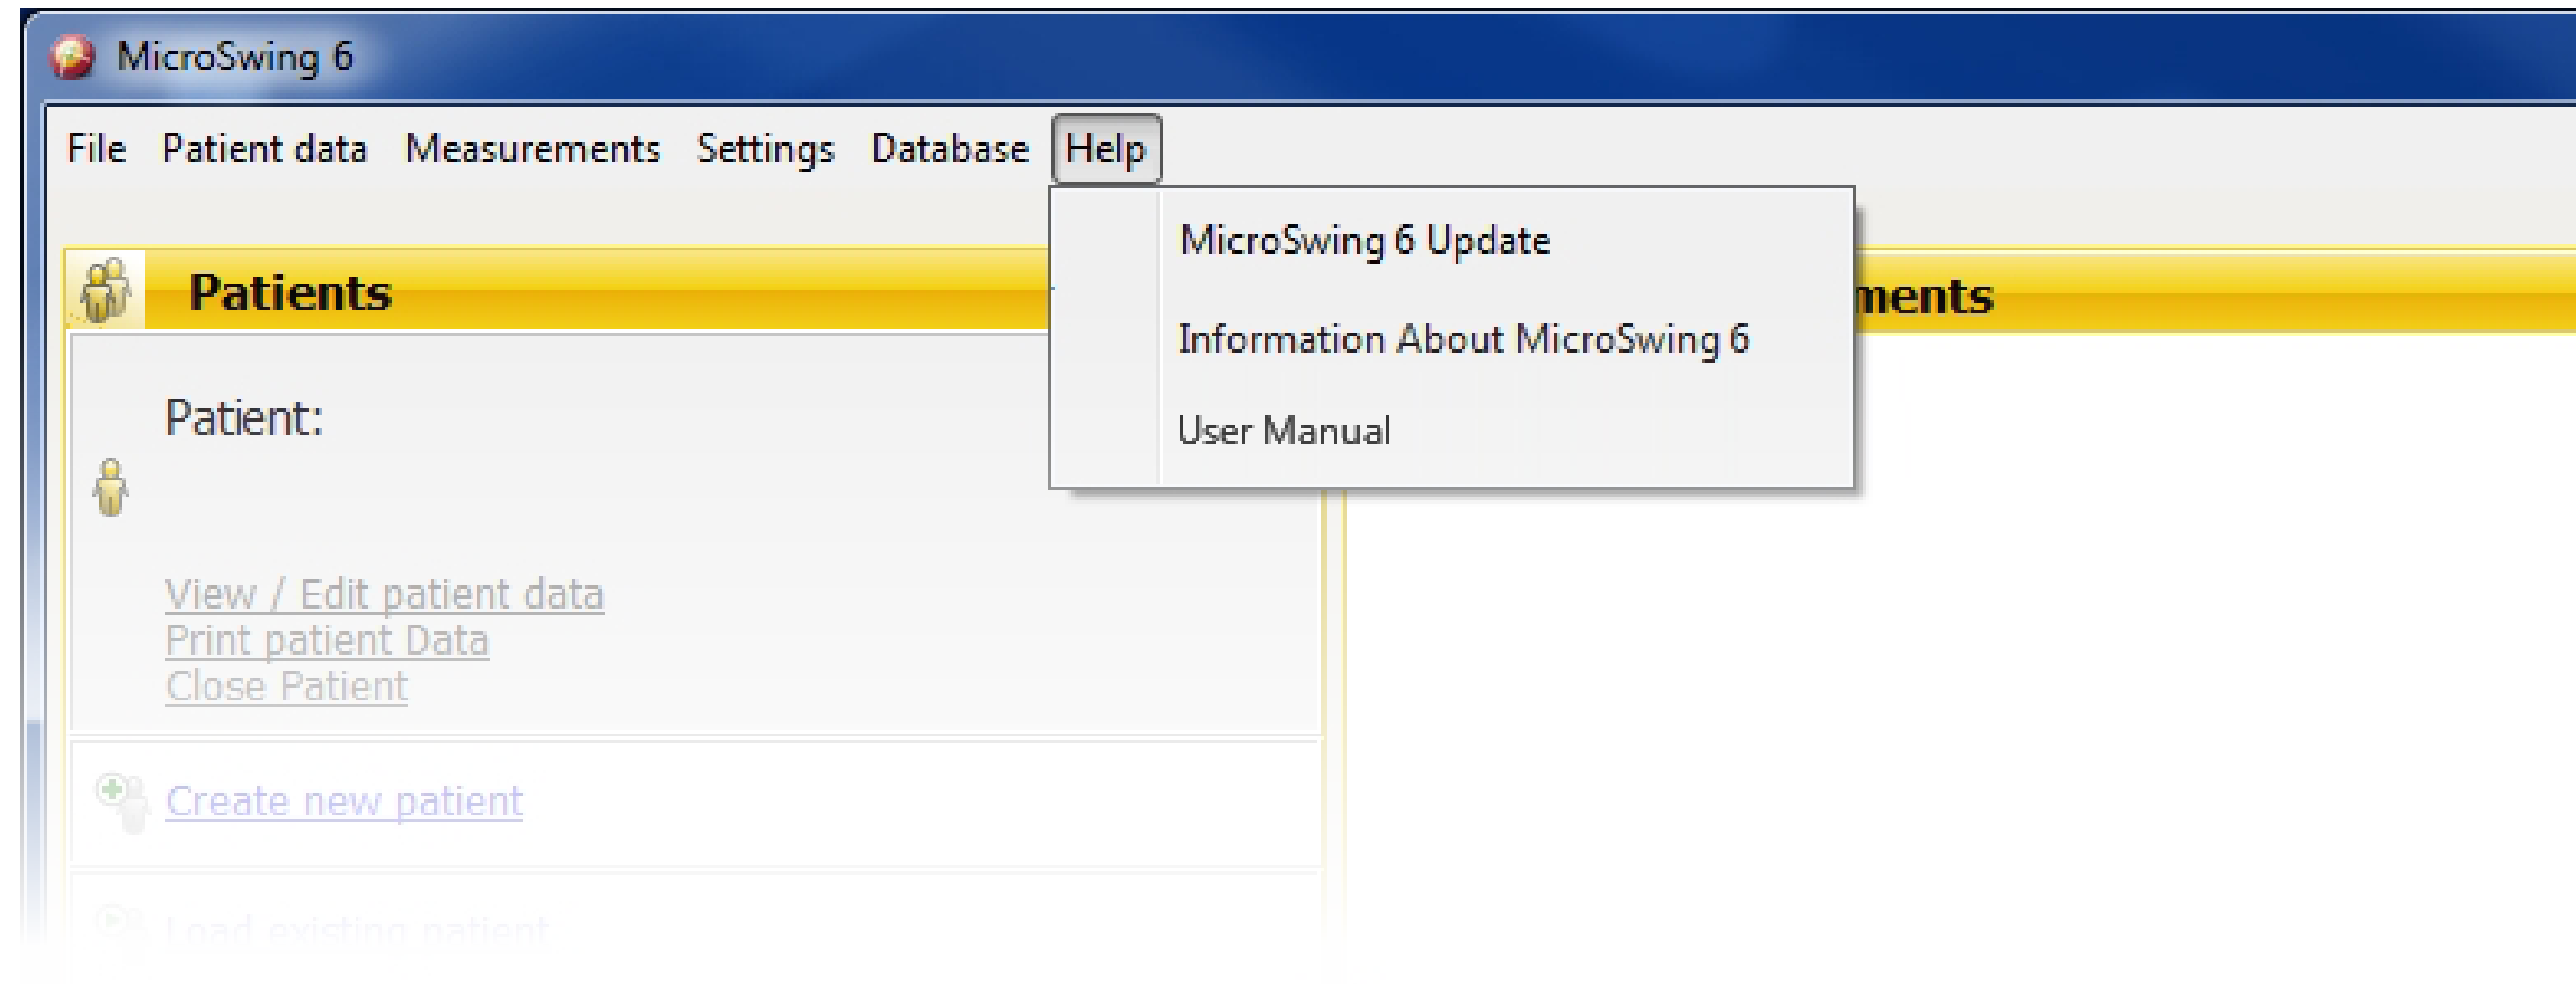 MicroSwing 6
File Patient data Measurements Settings Database Help
MicroSwing 6 Update
Information About MicroSwing 6
User Manual
Patients
ments
Patient:
View / Edit patient data
Print patient Data
Close Patient
Create new patient
Load existing patient